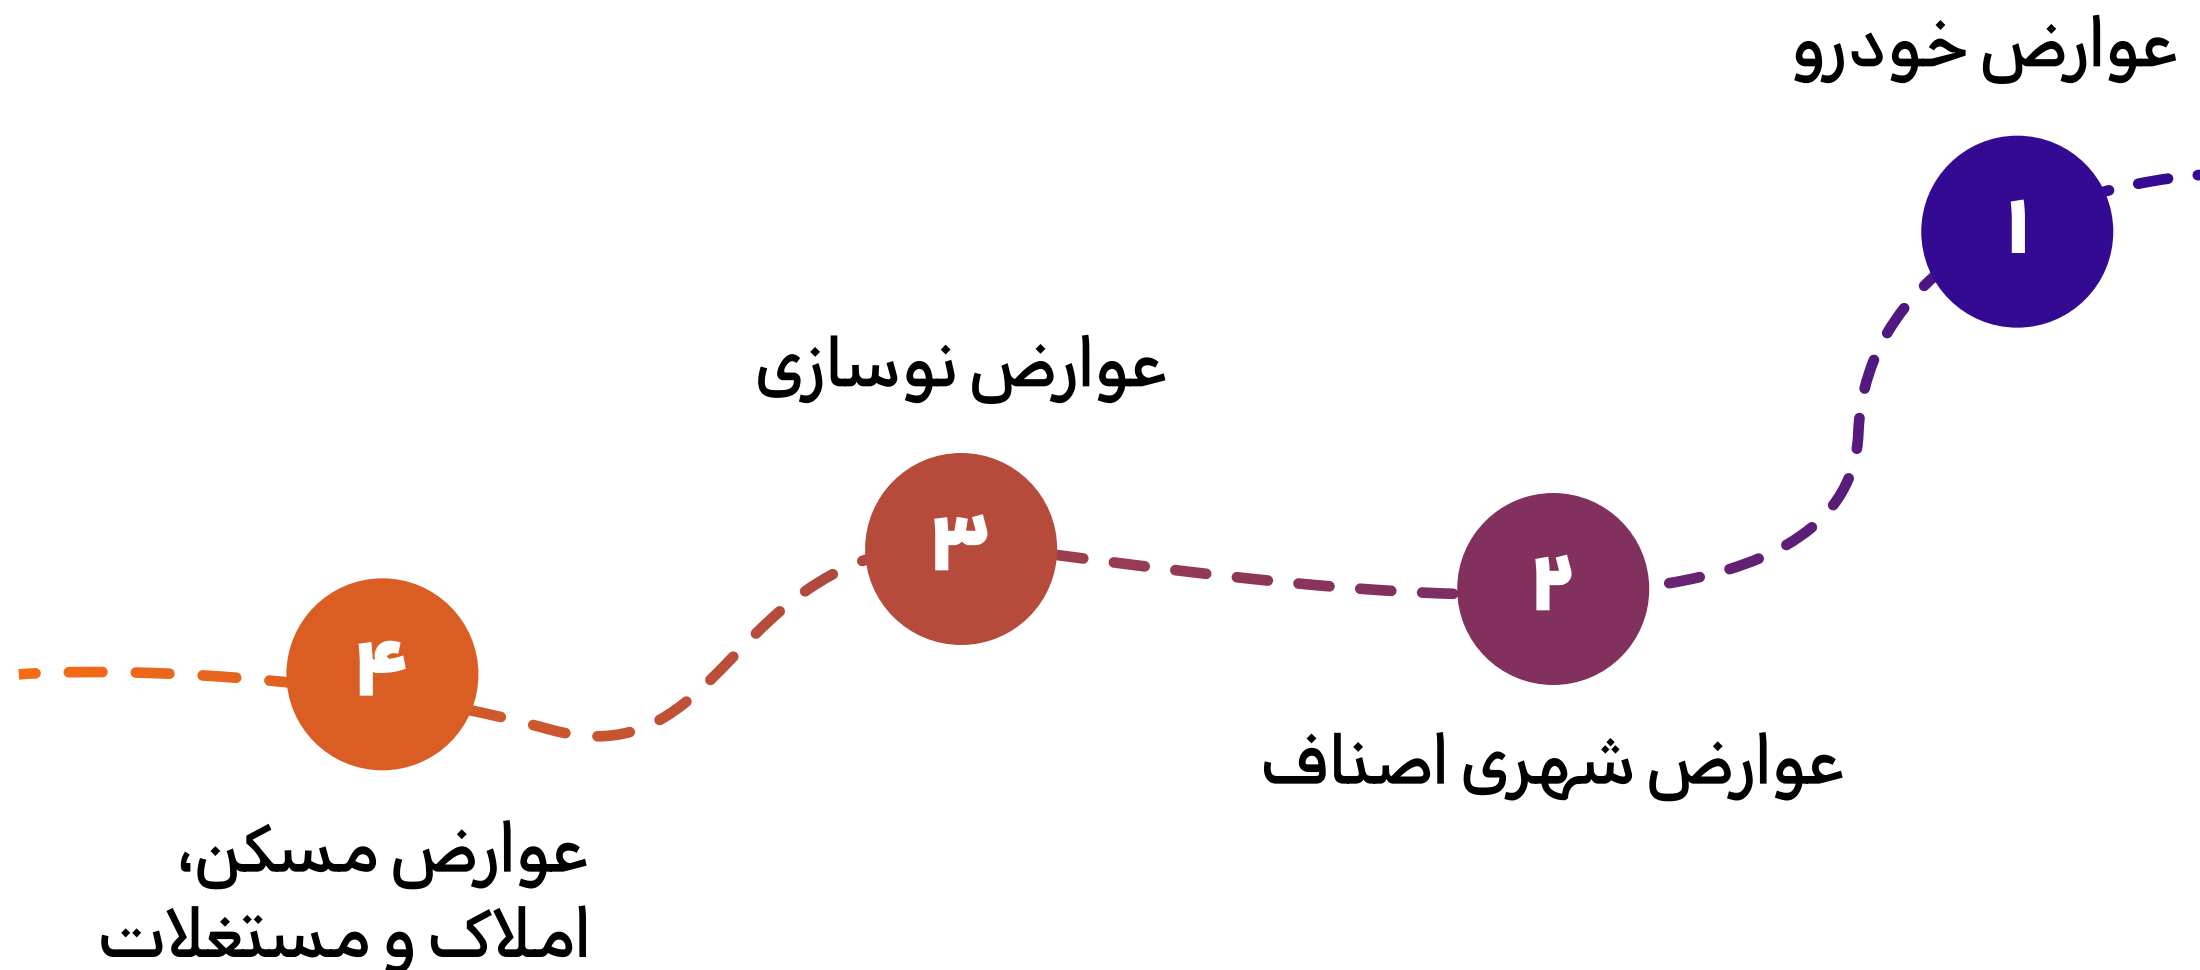 عوارض خودرو
۱
۲
عوارض شهری اصناف
عوارض نوسازی
۳
۴
عوارض مسکن،
املاک و مستغلات